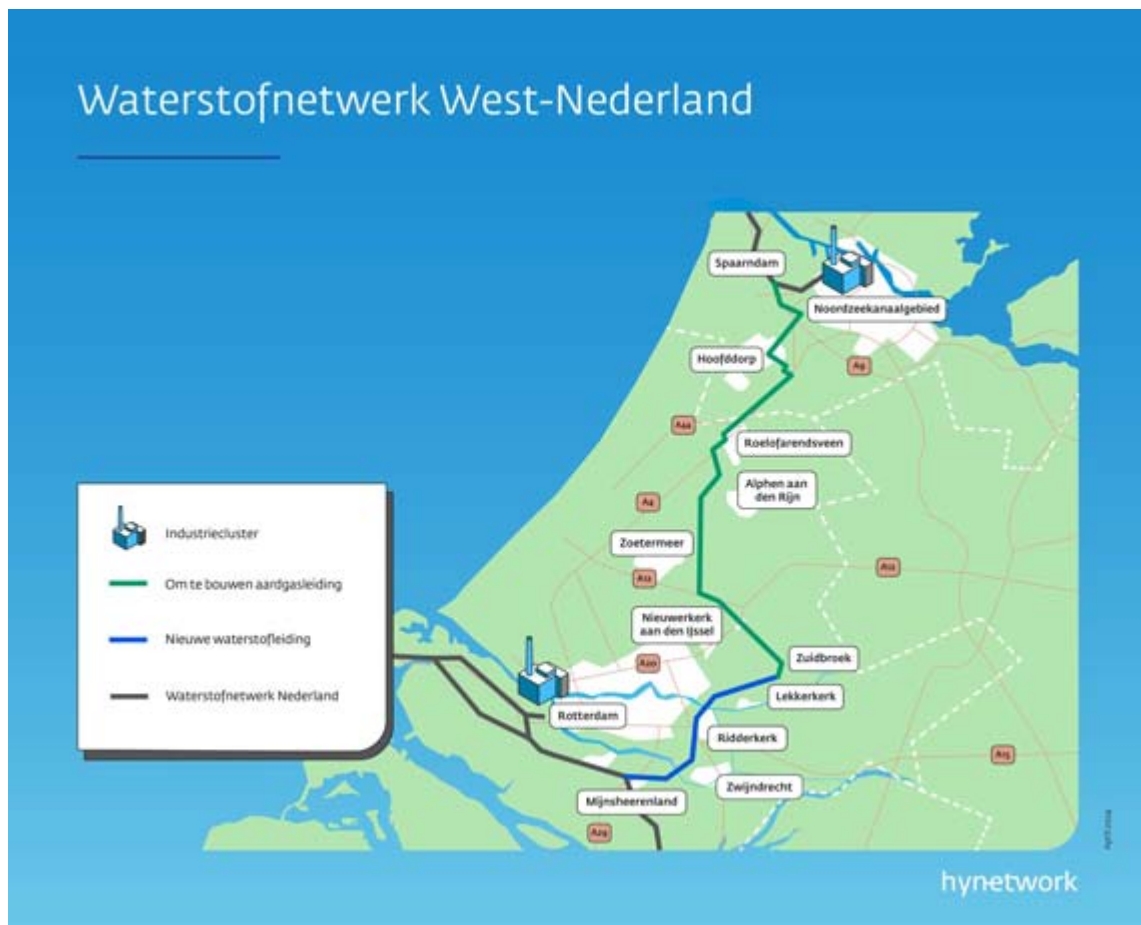 Waterstofnetwerk West-Nederland
Spaarndam
Noordzeekanaalgebied
Hoofddorp
A9
A44
Roelofarendsveen
Alphen aan
den Rijn
A4
Zoetermeer
A12
A12
Nieuwerkerk
aan den IJssel
A20
Zuidbroek
Lekkerkerk
Rotterdam
Ridderkerk
A15
Zwijndrecht
Mijnsheerenland
A29
Industriecluster
Om te bouwen aardgasleiding
Nieuwe waterstofleiding
Waterstofnetwerk Nederland
hynetwork